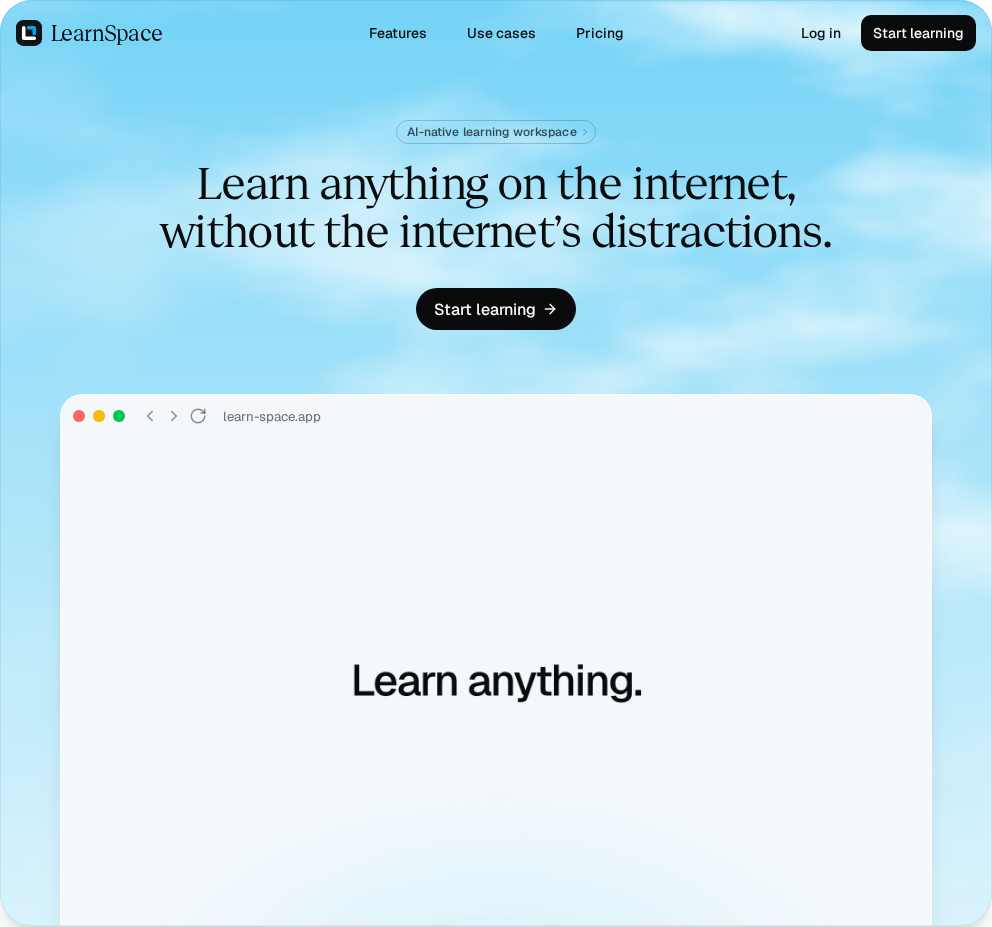 LearnSpace
Features
Use cases
Pricing
Log in
Start learning
AI-native learning workspace
Learn anything on the internet,
without the internet’s distractions.
Start learning
learn-space.app
Learn anything.